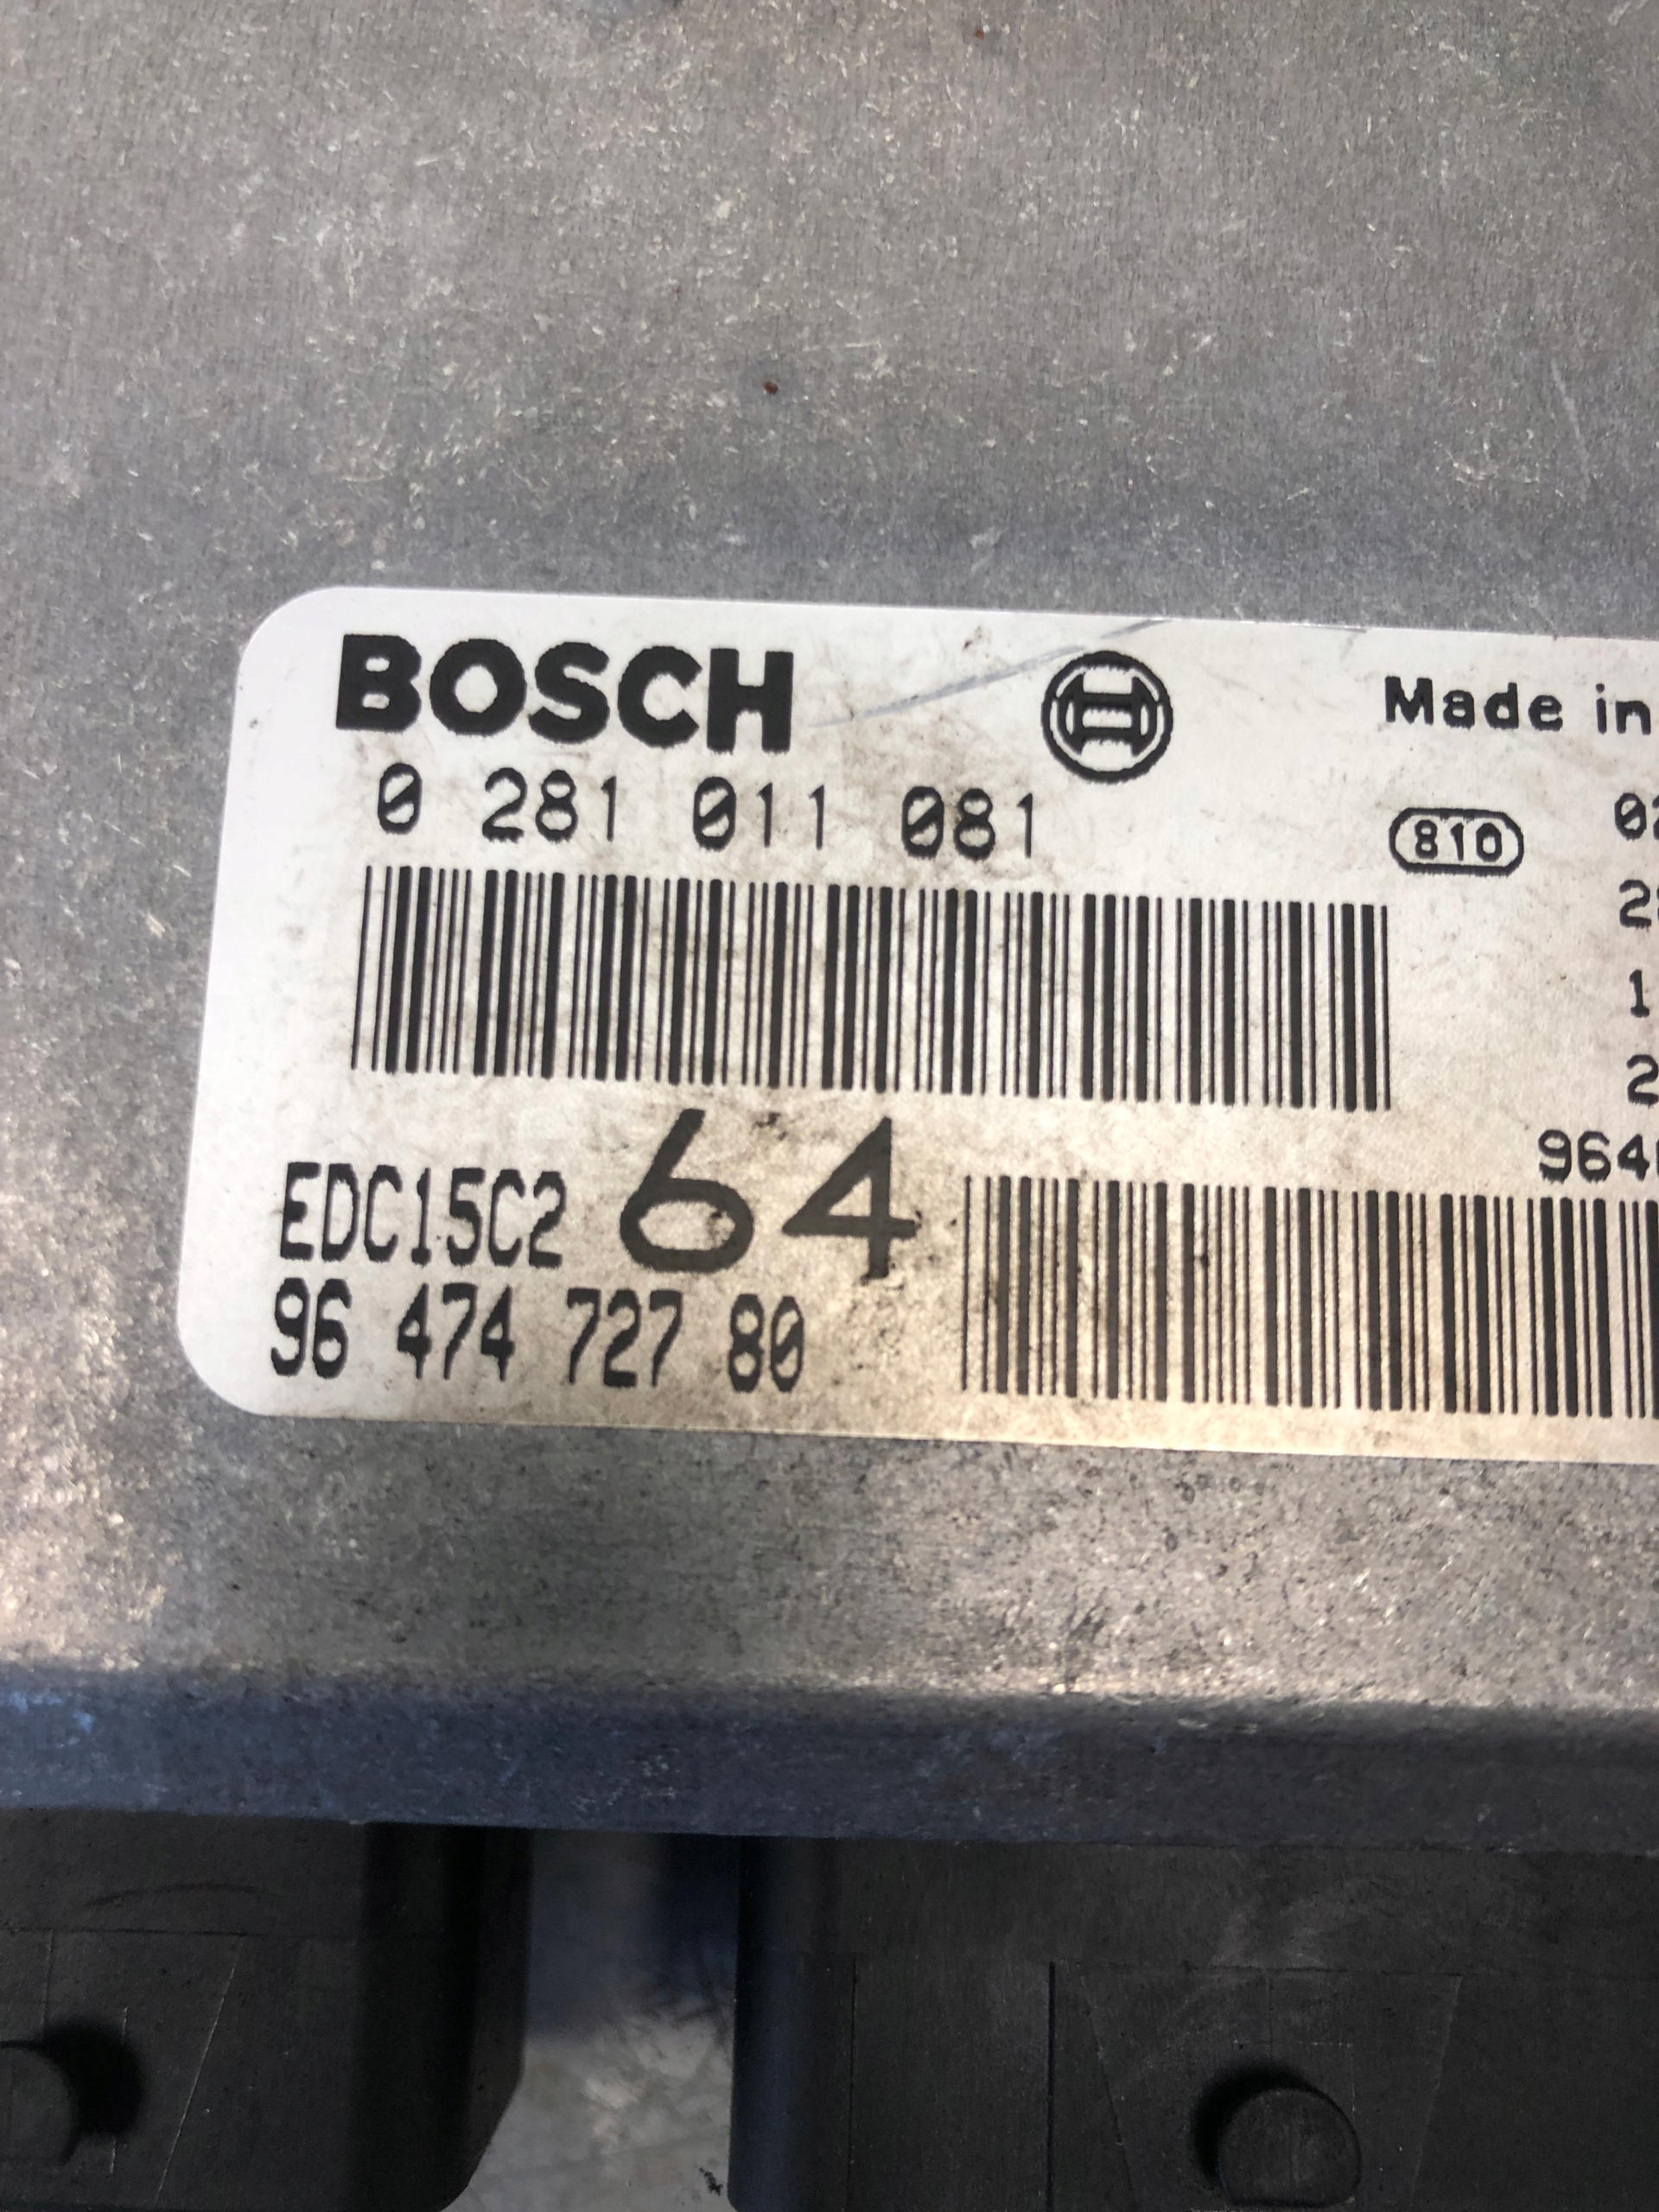 BOSCH
Made in
0 281 011 081
810
EDC15C2 64
96 474 727 80